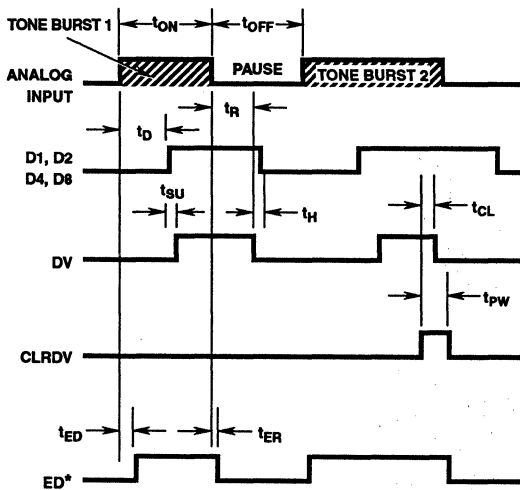 TONE BURST 1
tON
tOFF
PAUSE
TONE BURST 2
ANALOG
INPUT
tR
tD
D1, D2
D4, D8
tSU
tH
tCL
DV
tPW
CLRDV
tED
tER
ED*